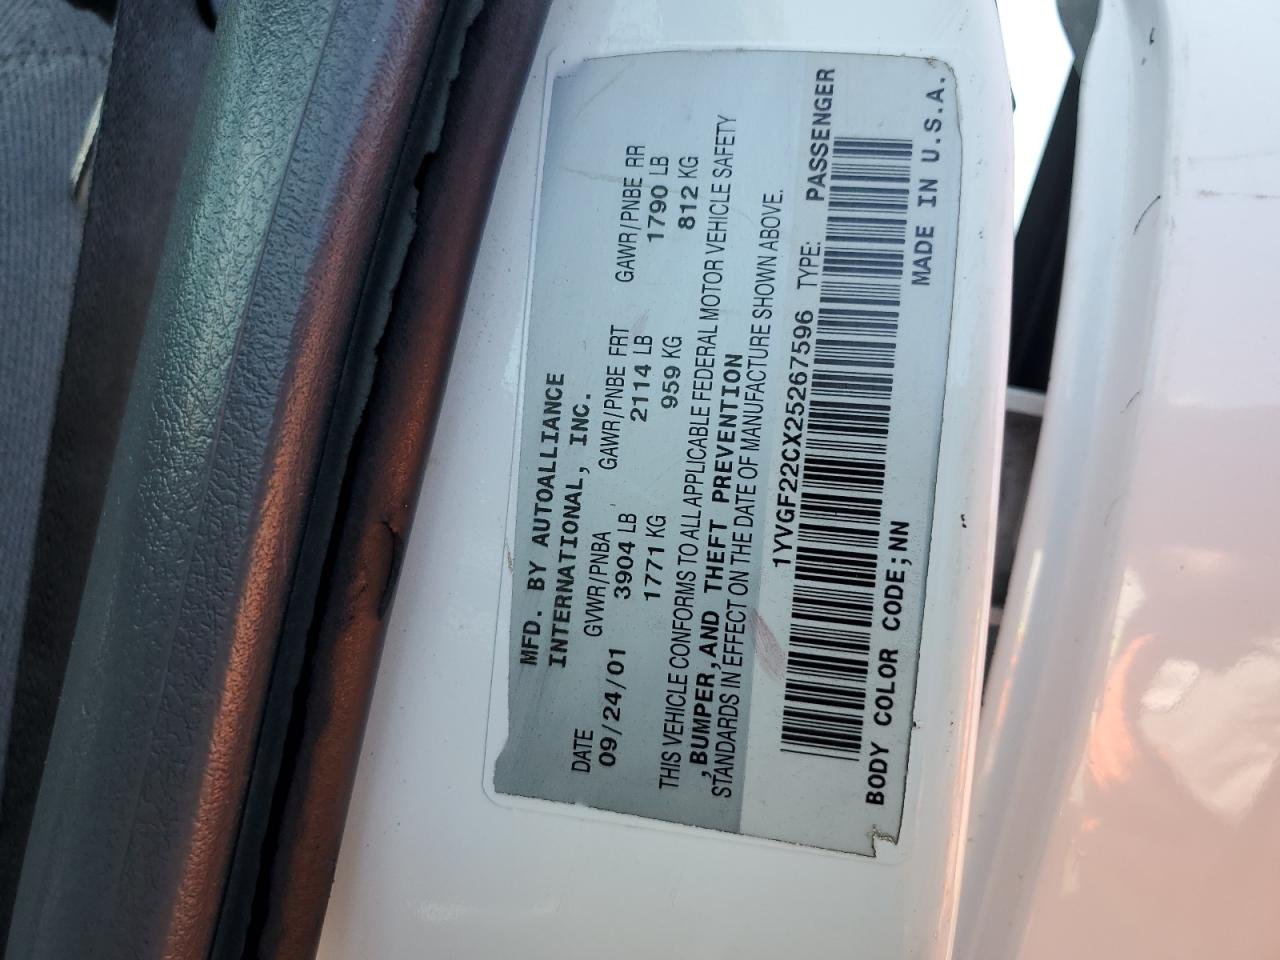 MFD. BY AUTOALLIANCE
INTERNATIONAL, INC.
DATE GVWR/PNBA GAWR/PNBE FRT GAWR/PNBE RR
09/24/01 3904 LB 2114 LB 1790 LB
1771 KG 959 KG 812 KG
THIS VEHICLE CONFORMS TO ALL APPLICABLE FEDERAL MOTOR VEHICLE SAFETY
, BUMPER, AND THEFT PREVENTION
STANDARDS IN EFFECT ON THE DATE OF MANUFACTURE SHOWN ABOVE.
1YVGF22CX25267596 TYPE: PASSENGER
BODY COLOR CODE;NN MADE IN U.S.A.